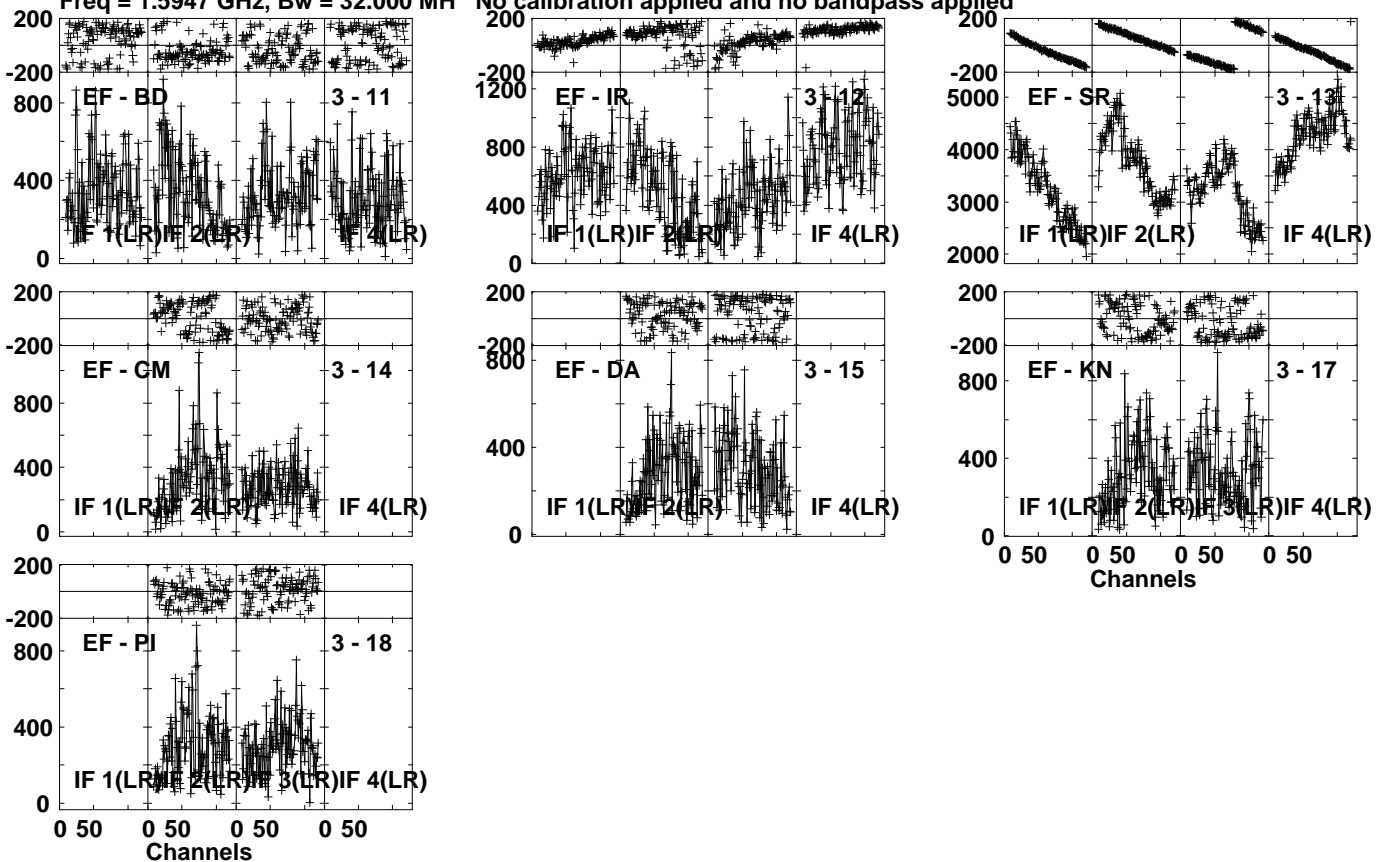 Freq = 1.5947 GHz, Bw = 32.000 MH No calibration applied and no bandpass applied
200
-200
800
400
0
EF - BD
3 - 11
IF 1(LR)
IF 2(LR)
IF 4(LR)
200
-200
1200
800
400
0
EF - IR
3 - 12
IF 1(LR)
IF 2(LR)
IF 4(LR)
200
-200
5000
4000
3000
2000
EF - SR
3 - 13
IF 1(LR)
IF 2(LR)
IF 4(LR)
200
-200
800
400
0
EF - CM
3 - 14
IF 1(LR)
IF 2(LR)
IF 4(LR)
200
-200
800
400
0
EF - DA
3 - 15
IF 1(LR)
IF 2(LR)
IF 4(LR)
200
-200
800
400
0
EF - KN
3 - 17
IF 1(LR)
IF 2(LR)
IF 3(LR)
IF 4(LR)
0 50 0 50 0 50 0 50
Channels
200
-200
800
400
0
EF - PI
3 - 18
IF 1(LR)
IF 2(LR)
IF 3(LR)
IF 4(LR)
0 50 0 50 0 50 0 50
Channels